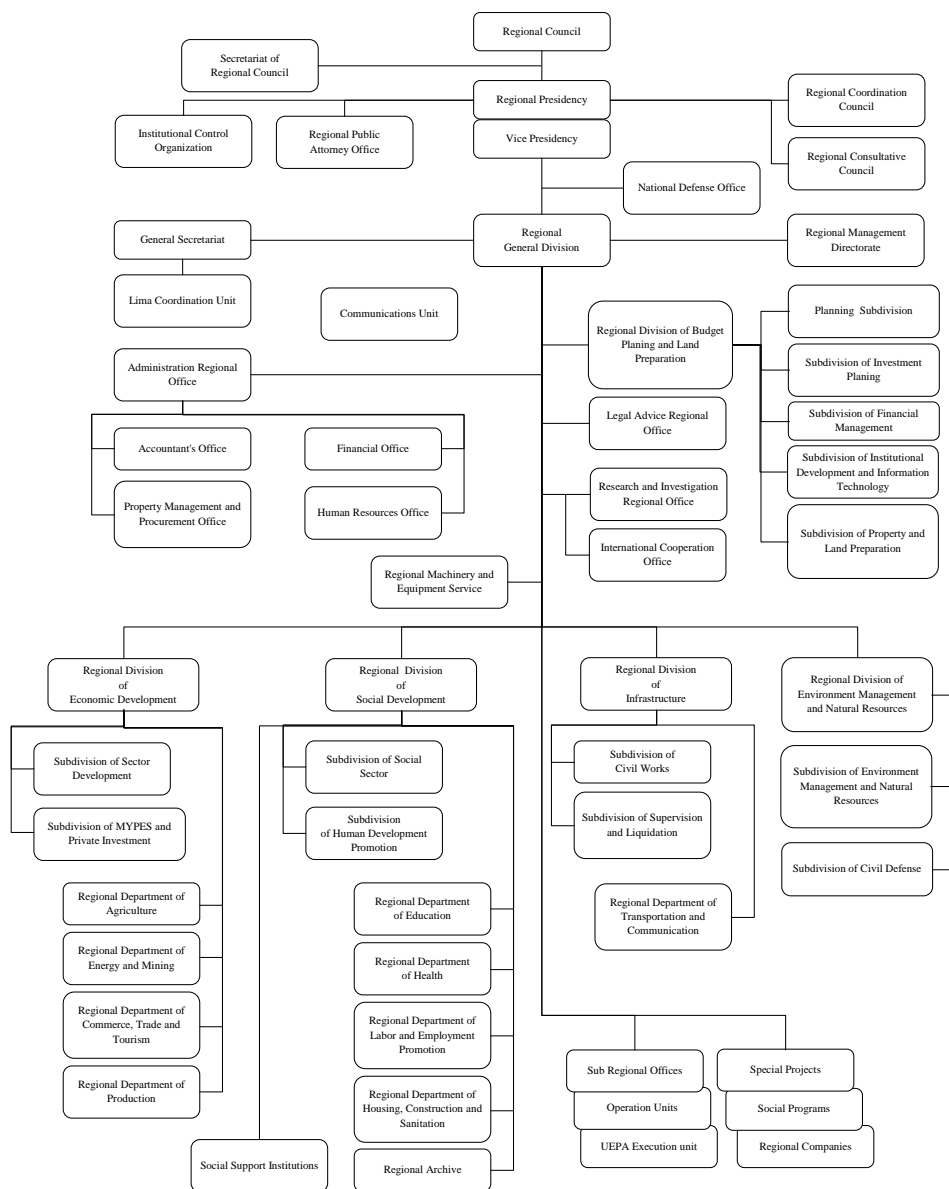 Regional Council
Secretariat of
Regional Council
Regional Presidency
Regional Coordination
Council
Institutional Control
Organization
Regional Public
Attorney Office
Vice Presidency
Regional Consultative
Council
National Defense Office
General Secretariat
Regional
General Division
Regional Management
Directorate
Lima Coordination Unit
Communications Unit
Regional Division of Budget
Planing and Land
Preparation
Planning Subdivision
Subdivision of Investment
Planing
Subdivision of Financial
Management
Subdivision of Institutional
Development and Information
Technology
Subdivision of Property and
Land Preparation
Administration Regional
Office
Legal Advice Regional
Office
Accountant's Office
Financial Office
Property Management and
Procurement Office
Human Resources Office
Research and Investigation
Regional Office
International Cooperation
Office
Regional Machinery and
Equipment Service
Regional Division
of
Economic Development
Regional Division
of
Social Development
Regional Division
of
Infrastructure
Regional Division of
Environment Management
and Natural Resources
Subdivision of Sector
Development
Subdivision of MYPES and
Private Investment
Regional Department of
Agriculture
Regional Department of
Energy and Mining
Regional Department of
Commerce, Trade and
Tourism
Regional Department of
Production
Subdivision of Social
Sector
Subdivision
of Human Development
Promotion
Regional Department
of Education
Regional Department
of Health
Regional Department of
Labor and Employment
Promotion
Regional Department of
Housing, Construction and
Sanitation
Regional Archive
Social Support Institutions
Subdivision of
Civil Works
Subdivision of Supervision
and Liquidation
Regional Department of
Transportation and
Communication
Subdivision of Environment
Management and Natural
Resources
Subdivision of Civil Defense
Sub Regional Offices
Operation Units
UEPA Execution unit
Special Projects
Social Programs
Regional Companies